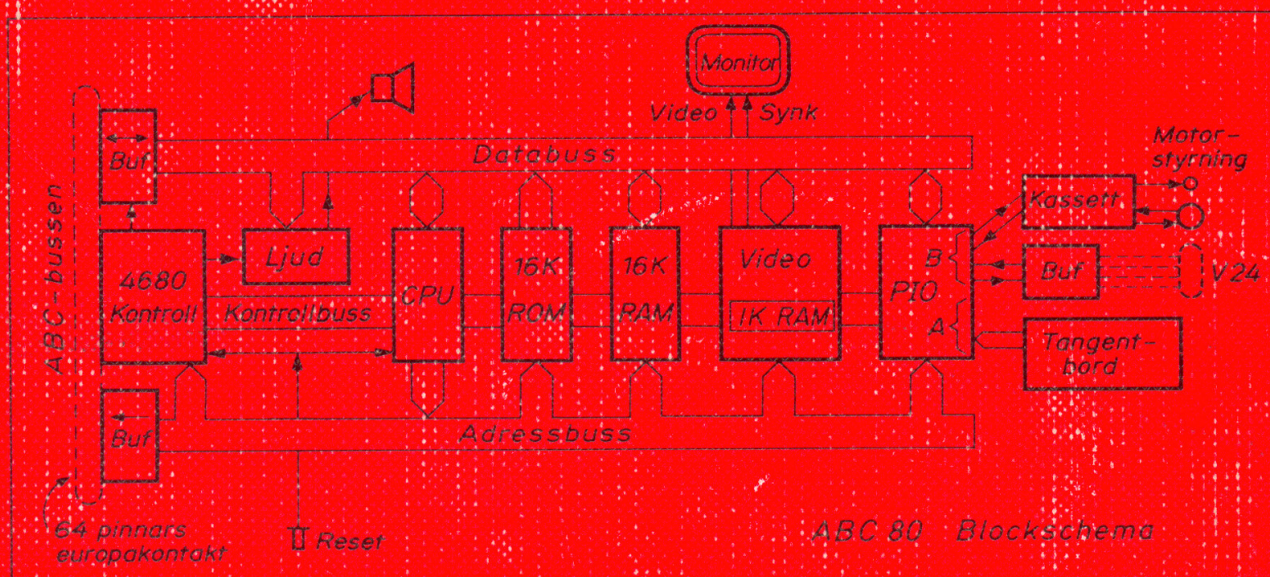 Monitor
Video
Synk
Buf
Databuss
Motor-
styrning
Kassett
ABC-bussen
4680
Kontroll
Ljud
Kontrollbuss
CPU
16K
ROM
16K
RAM
Video
1K RAM
PIO
B
A
Buf
V24
Tangent-
bord
Buf
Adressbuss
64 pinnars
europakontakt
Reset
ABC 80 Blockschema